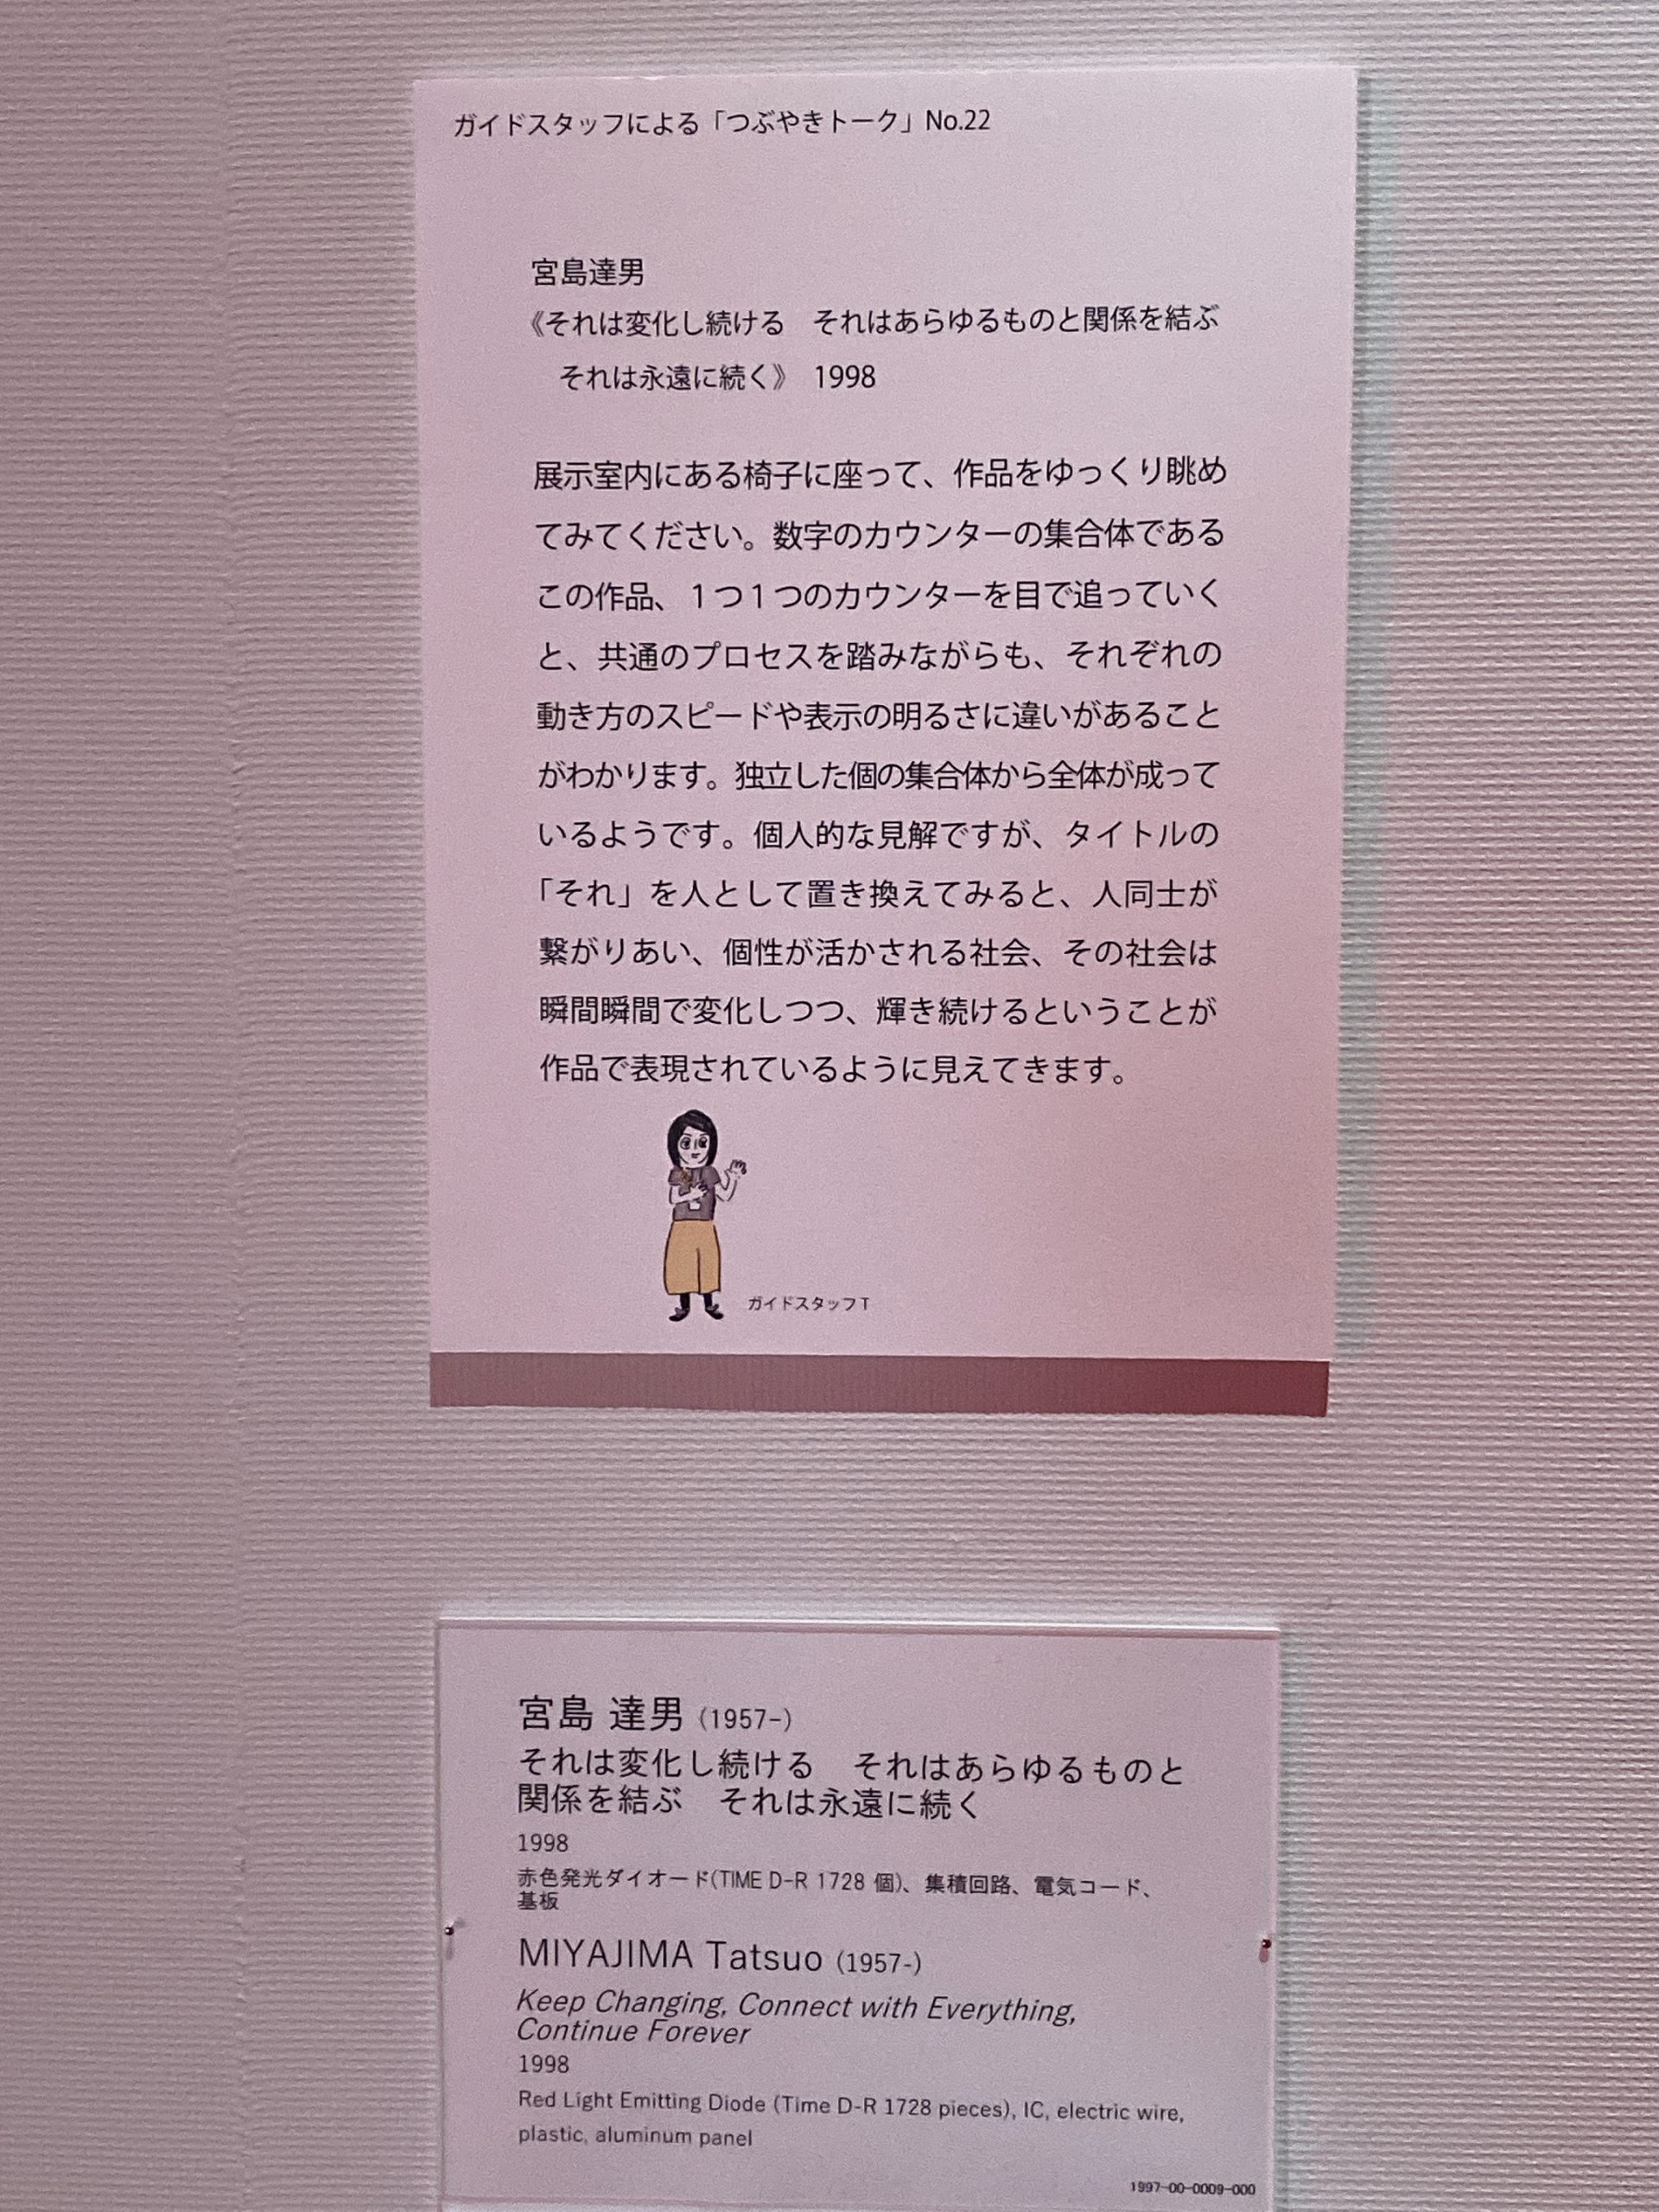 ガイドスタッフによる「つぶやきトーク」No.22
宮島達男
《それは変化し続ける　それはあらゆるものと関係を結ぶ
それは永遠に続く》 1998
展示室内にある椅子に座って、作品をゆっくり眺め
てみてください。数字のカウンターの集合体である
この作品、１つ１つのカウンターを目で追っていく
と、共通のプロセスを踏みながらも、それぞれの
動き方のスピードや表示の明るさに違いがあること
がわかります。独立した個の集合体から全体が成って
いるようです。個人的な見解ですが、タイトルの
「それ」を人として置き換えてみると、人同士が
繋がりあい、個性が活かされる社会、その社会は
瞬間瞬間で変化しつつ、輝き続けるということが
作品で表現されているように見えてきます。
ガイドスタッフT
宮島 達男 (1957-)
それは変化し続ける　それはあらゆるものと
関係を結ぶ　それは永遠に続く
1998
赤色発光ダイオード(TIME D-R 1728 個)、集積回路、電気コード、
基板
MIYAJIMA Tatsuo (1957-)
Keep Changing, Connect with Everything,
Continue Forever
1998
Red Light Emitting Diode (Time D-R 1728 pieces), IC, electric wire,
plastic, aluminum panel
1997-00-0009-000